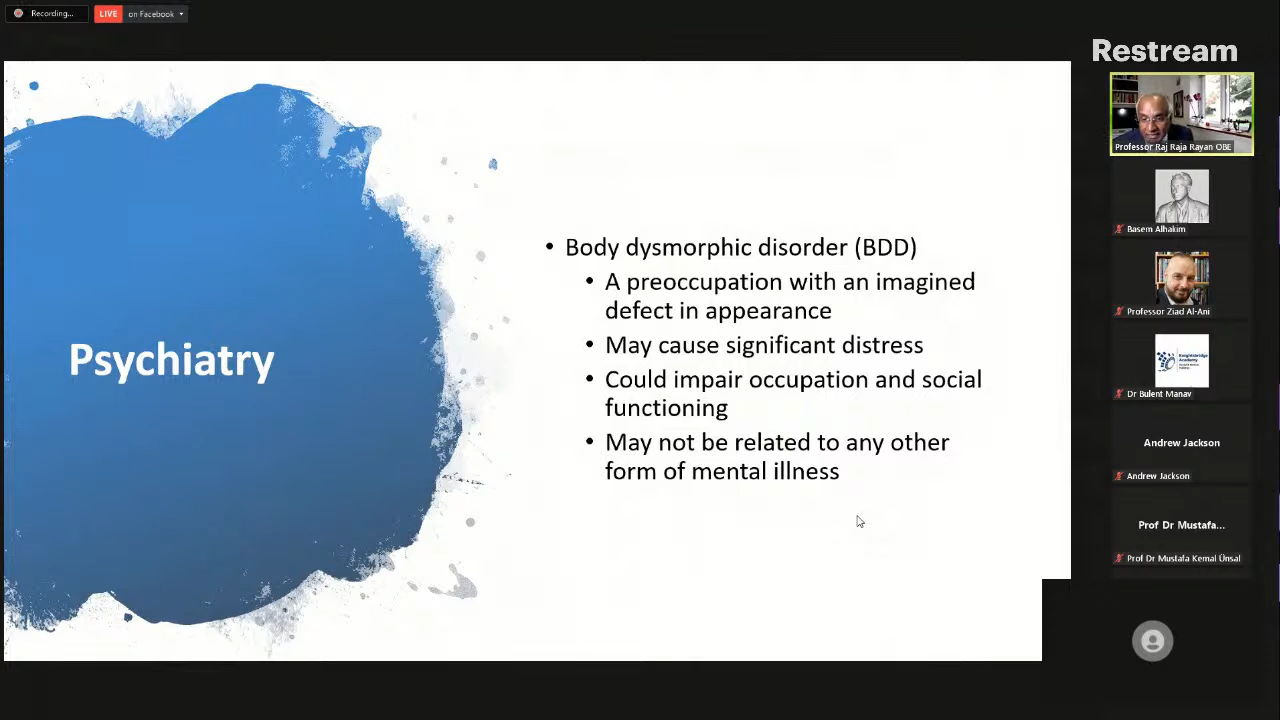 Recording...
LIVE
on Facebook
Restream
Psychiatry
• Body dysmorphic disorder (BDD)
• A preoccupation with an imagined
defect in appearance
• May cause significant distress
• Could impair occupation and social
functioning
• May not be related to any other
form of mental illness
Professor Raj Raja Rayan OBE
Basem Alhakim
Professor Ziad Al-Ani
Knightsbridge
Academy
Dr Bulent Manav
Andrew Jackson
Andrew Jackson
Prof Dr Mustafa...
Prof Dr Mustafa Kemal Ünsal